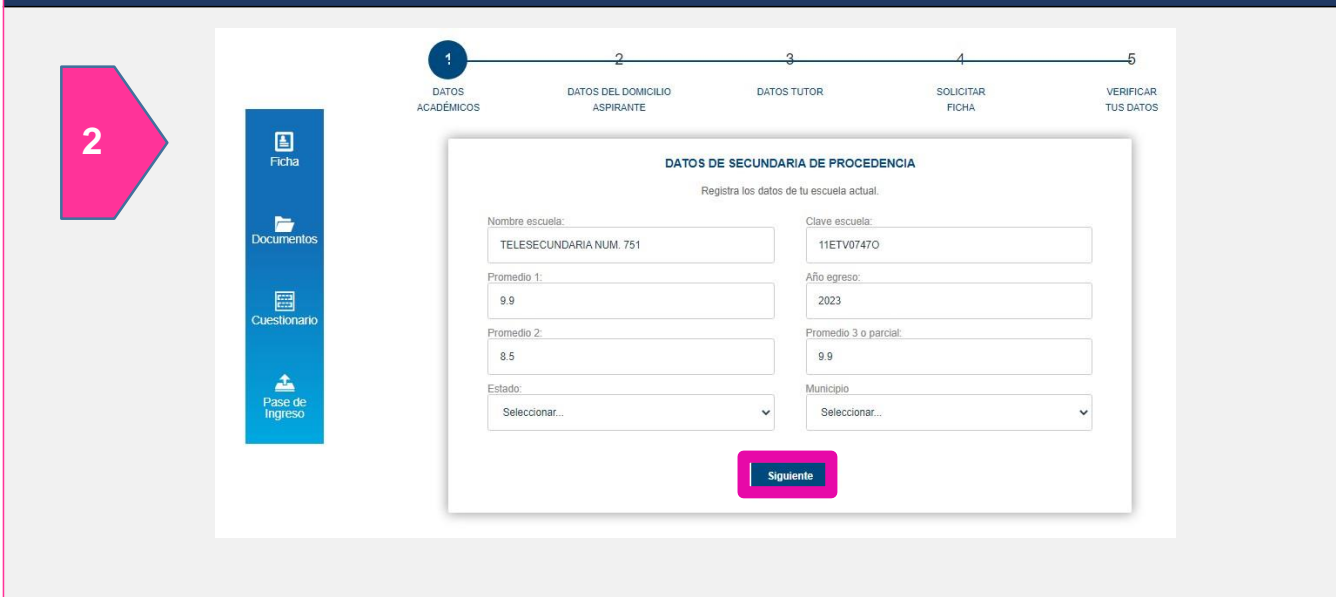 2
1
2
3
4
5
DATOS
ACADÉMICOS
DATOS DEL DOMICILIO
ASPIRANTE
DATOS TUTOR
SOLICITAR
FICHA
VERIFICAR
TUS DATOS
Ficha
Documentos
Cuestionario
Pase de
Ingreso
DATOS DE SECUNDARIA DE PROCEDENCIA
Registra los datos de tu escuela actual.
Nombre escuela:
Clave escuela:
TELESECUNDARIA NUM. 751
11ETV0747O
Promedio 1:
Año egreso:
9.9
2023
Promedio 2:
Promedio 3 o parcial:
8.5
9.9
Estado:
Municipio
Seleccionar...
Seleccionar...
Siguiente